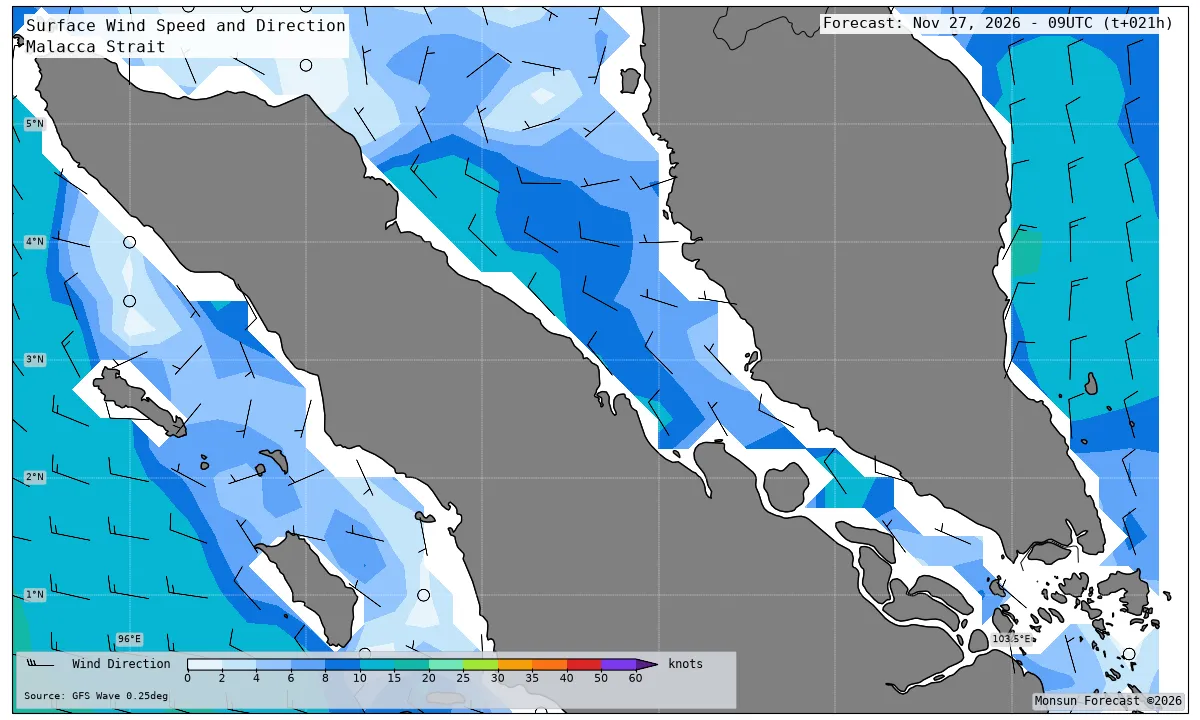 Surface Wind Speed and Direction
Malacca Strait
Forecast: Nov 27, 2026 - 09UTC (t+021h)
5°N
4°N
3°N
2°N
1°N
96°E
103.5°E
Wind Direction
0 2 4 6 8 10 15 20 25 30 35 40 50 60
knots
Source: GFS Wave 0.25deg
Monsun Forecast ©2026